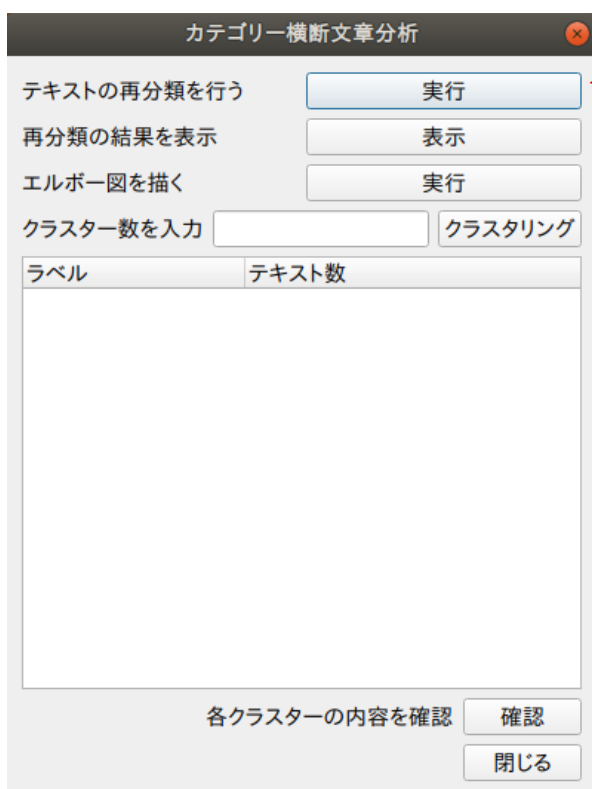 カテゴリー横断文章分析
テキストの再分類を行う 実行
再分類の結果を表示 表示
エルボー図を描く 実行
クラスター数を入力 クラスタリング
ラベル テキスト数
各クラスターの内容を確認 確認
閉じる